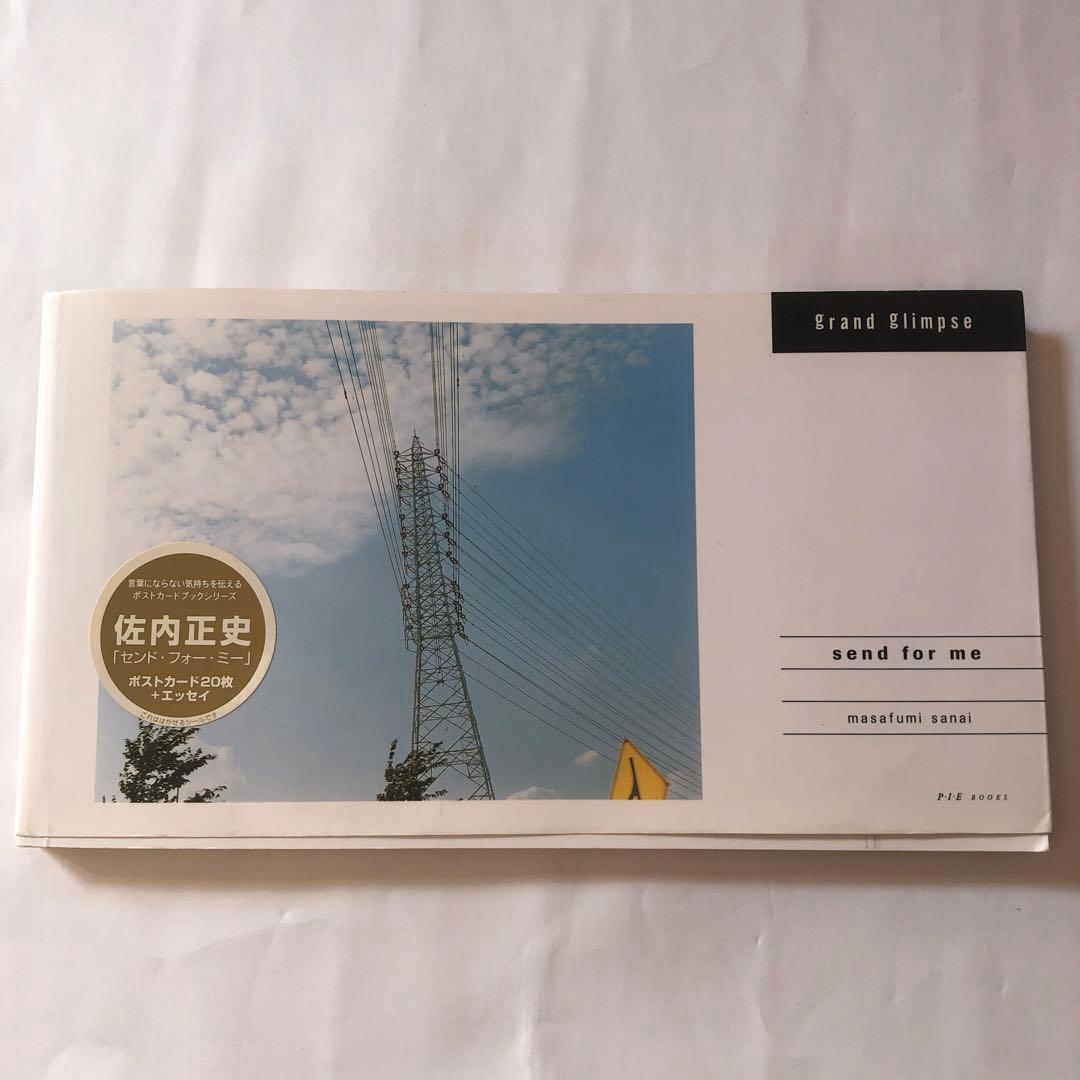 grand glimpse
言葉にならない気持ちを伝える
ポストカードブックシリーズ
佐内正史
「センド・フォー・ミー」
ポストカード20枚
+エッセイ
これははがせるシールです
send for me
masafumi sanai
P·I·E BOOKS